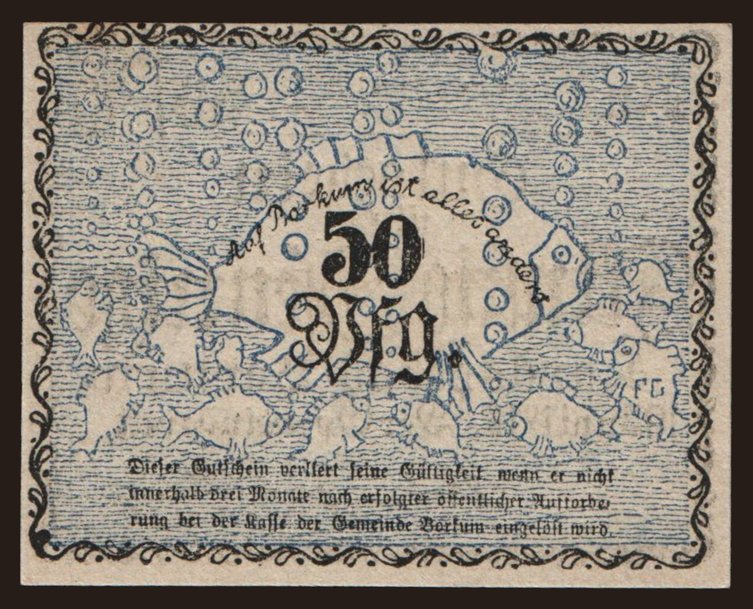 Auf Borkum ist alles anders
50
Pfg.
FG
Dieser Gutschein verliert seine Gültigkeit, wenn er nicht
innerhalb drei Monate nach erfolgter öffentlicher Aufforde-
rung bei der Kasse der Gemeinde Borkum eingelöst wird.